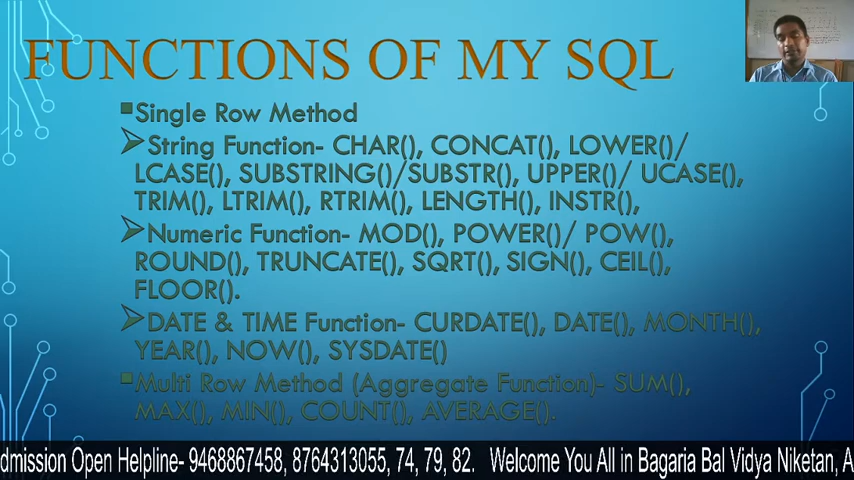 FUNCTIONS OF MY SQL
Single Row Method
String Function- CHAR(), CONCAT(), LOWER()/
LCASE(), SUBSTRING()/SUBSTR(), UPPER()/ UCASE(),
TRIM(), LTRIM(), RTRIM(), LENGTH(), INSTR(),
Numeric Function- MOD(), POWER()/ POW(),
ROUND(), TRUNCATE(), SQRT(), SIGN(), CEIL(),
FLOOR().
DATE & TIME Function- CURDATE(), DATE(), MONTH(),
YEAR(), NOW(), SYSDATE()
Multi Row Method (Aggregate Function)- SUM(),
MAX(), MIN(), COUNT(), AVERAGE().
dmission Open Helpline- 9468867458, 8764313055, 74, 79, 82. Welcome You All in Bagaria Bal Vidya Niketan, A